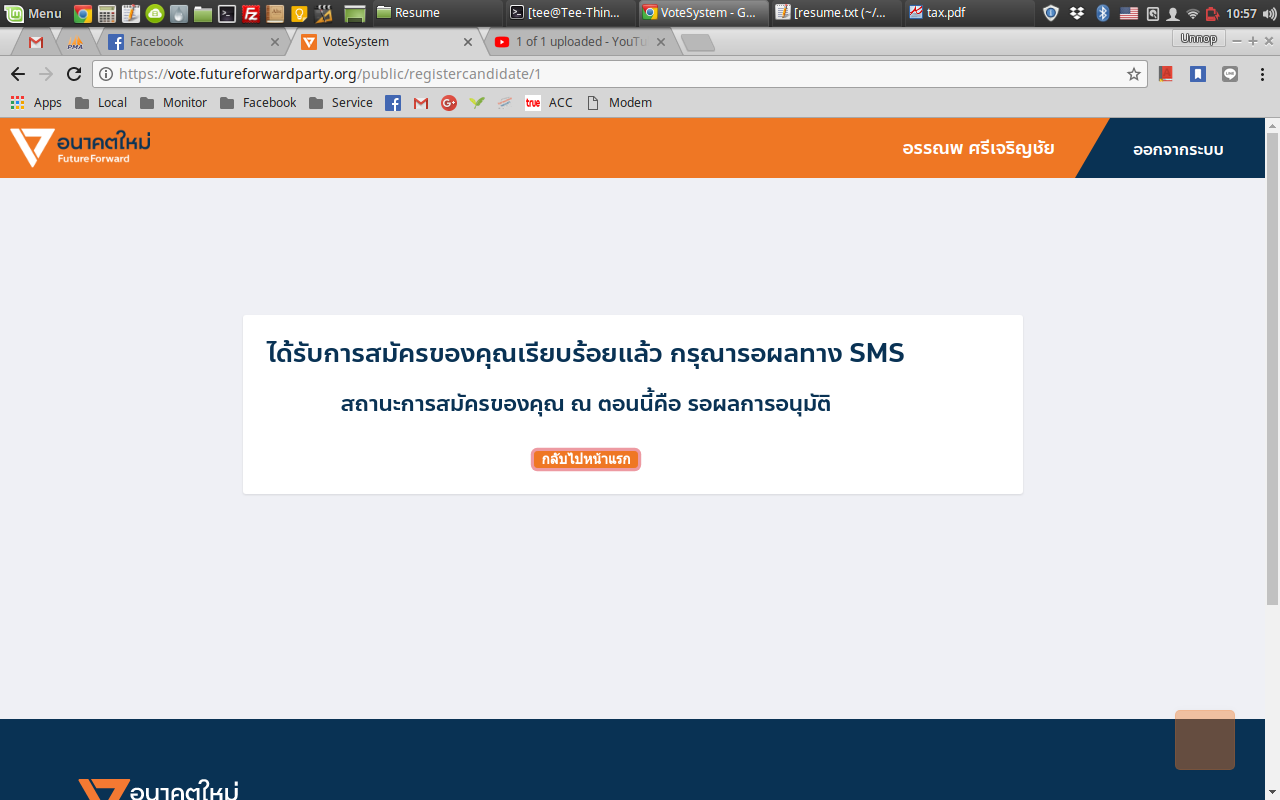 Menu
Resume
[tee@Tee-Thin...
VoteSystem - G...
[resume.txt (~/...
tax.pdf
10:57
PMA
Facebook
VoteSystem
1 of 1 uploaded - YouTu
Unnop
https://vote.futureforwardparty.org/public/registercandidate/1
Apps
Local
Monitor
Facebook
Service
true
ACC
Modem
อนาคตใหม่
Future Forward
อรรณพ ศรีเจริญชัย
ออกจากระบบ
ได้รับการสมัครของคุณเรียบร้อยแล้ว กรุณารอผลทาง SMS
สถานะการสมัครของคุณ ณ ตอนนี้คือ รอผลการอนุมัติ
กลับไปหน้าแรก
อนาคตใหม่